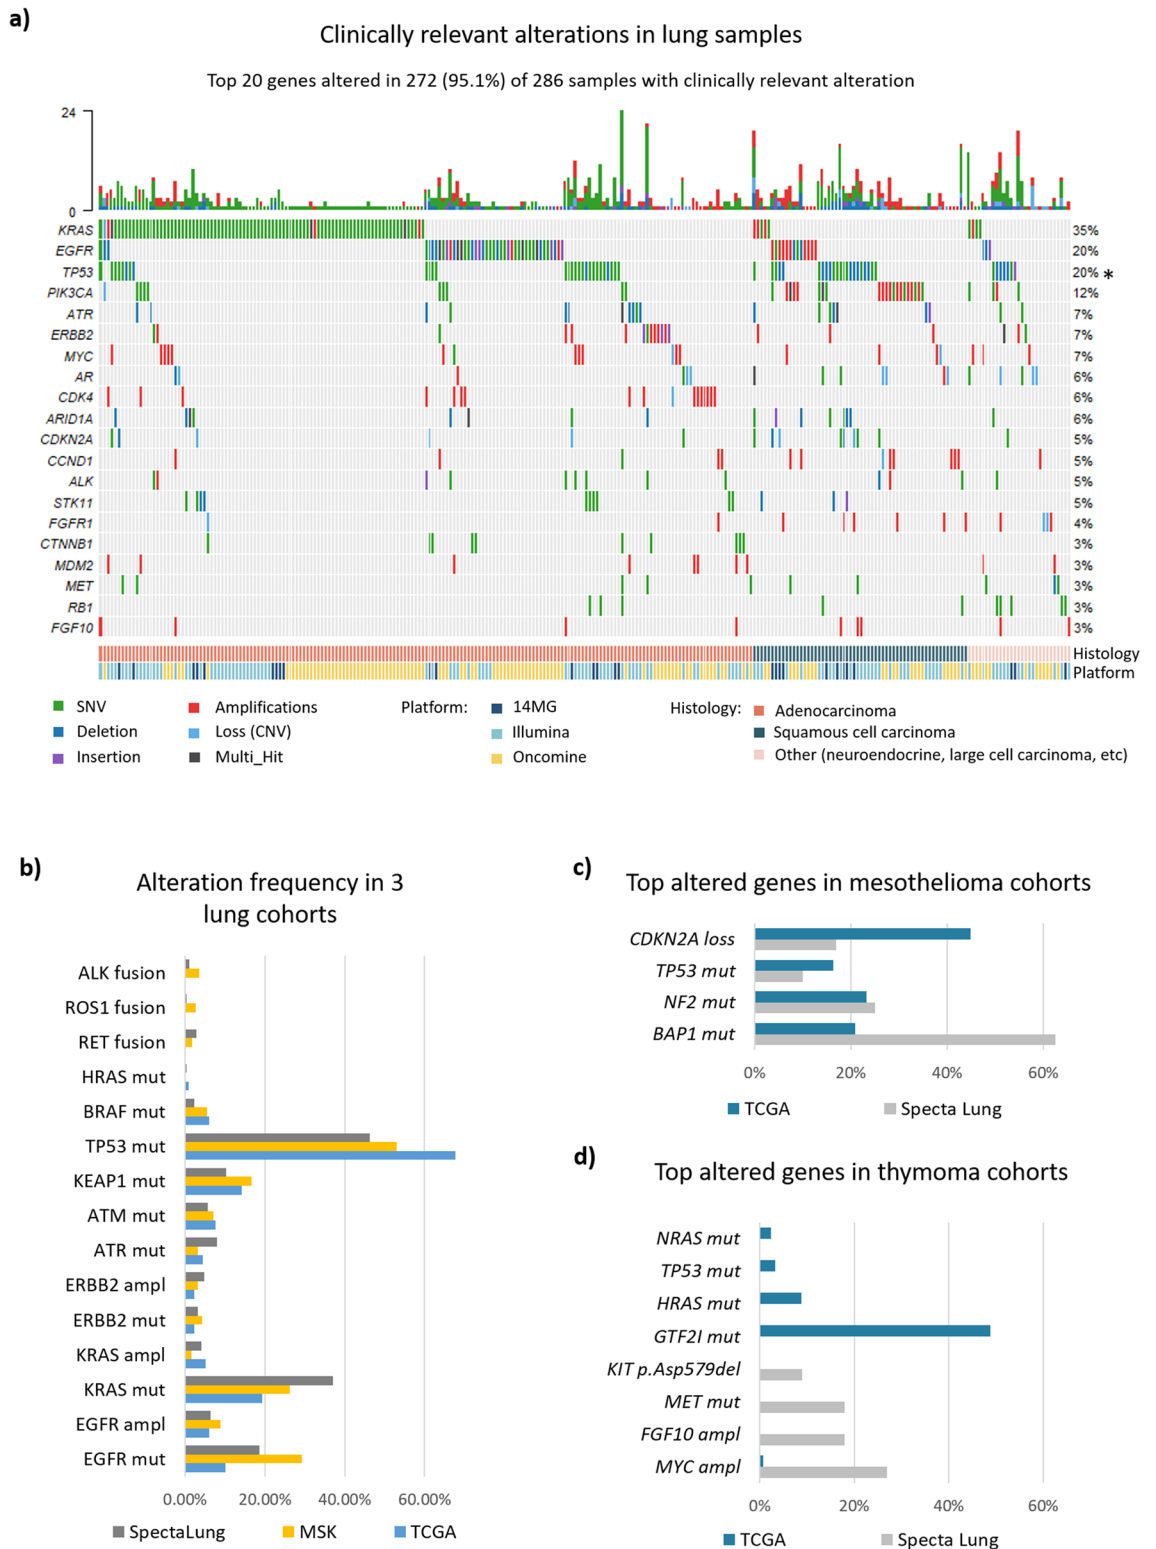 a)
Clinically relevant alterations in lung samples
Top 20 genes altered in 272 (95.1%) of 286 samples with clinically relevant alteration
24
0
KRAS 35%
EGFR 20%
TP53 20% *
PIK3CA 12%
ATR 7%
ERBB2 7%
MYC 7%
AR 6%
CDK4 6%
ARID1A 6%
CDKN2A 5%
CCND1 5%
ALK 5%
STK11 5%
FGFR1 4%
CTNNB1 3%
MDM2 3%
MET 3%
RB1 3%
FGF10 3%
Histology
Platform
SNV Amplifications Platform: 14MG Histology: Adenocarcinoma
Deletion Loss (CNV) Illumina Squamous cell carcinoma
Insertion Multi_Hit Oncomine Other (neuroendocrine, large cell carcinoma, etc)
b)
Alteration frequency in 3
lung cohorts
ALK fusion
ROS1 fusion
RET fusion
HRAS mut
BRAF mut
TP53 mut
KEAP1 mut
ATM mut
ATR mut
ERBB2 ampl
ERBB2 mut
KRAS ampl
KRAS mut
EGFR ampl
EGFR mut
0.00% 20.00% 40.00% 60.00%
SpectaLung MSK TCGA
c)
Top altered genes in mesothelioma cohorts
CDKN2A loss
TP53 mut
NF2 mut
BAP1 mut
0% 20% 40% 60%
TCGA Specta Lung
d)
Top altered genes in thymoma cohorts
NRAS mut
TP53 mut
HRAS mut
GTF2I mut
KIT p.Asp579del
MET mut
FGF10 ampl
MYC ampl
0% 20% 40% 60%
TCGA Specta Lung